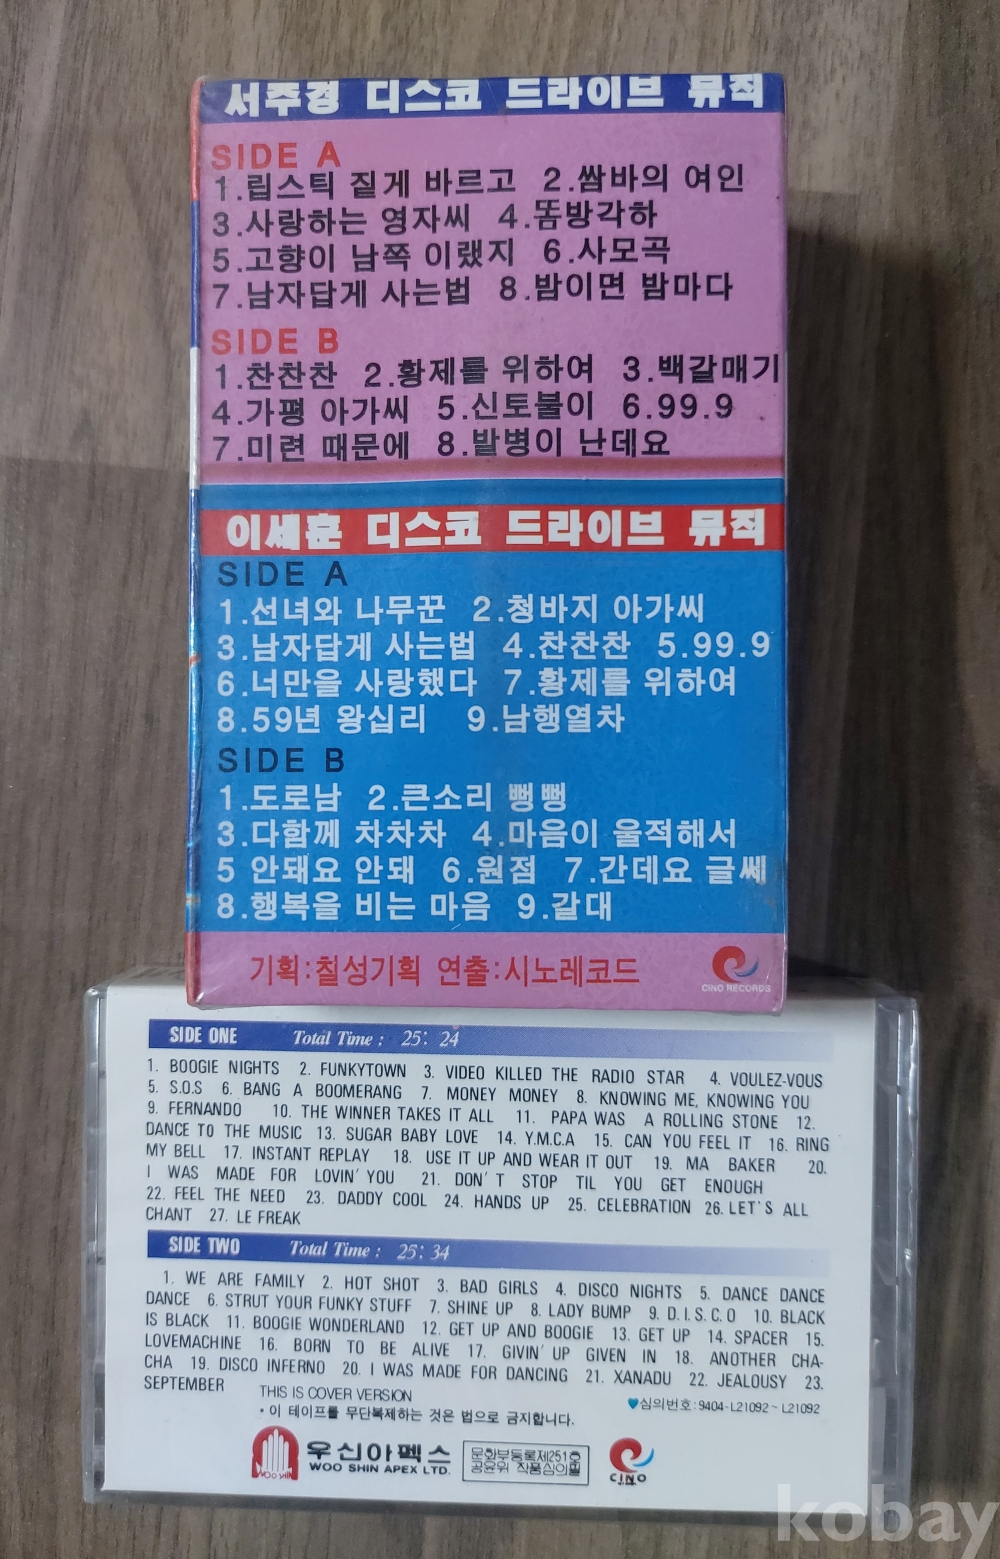 서주경 디스코 드라이브 뮤직
SIDE A
1.립스틱 짙게 바르고 2.쌈바의 여인
3.사랑하는 영자씨 4.똠방각하
5.고향이 남쪽 이랬지 6.사모곡
7.남자답게 사는법 8.밤이면 밤마다
SIDE B
1.찬찬찬 2.황제를 위하여 3.백갈매기
4.가평 아가씨 5.신토불이 6.99.9
7.미련 때문에 8.발병이 난데요
이세훈 디스코 드라이브 뮤직
SIDE A
1.선녀와 나무꾼 2.청바지 아가씨
3.남자답게 사는법 4.찬찬찬 5.99.9
6.너만을 사랑했다 7.황제를 위하여
8.59년 왕십리 9.남행열차
SIDE B
1.도로남 2.큰소리 뻥뻥
3.다함께 차차차 4.마음이 울적해서
5 안돼요 안돼 6.원점 7.간데요 글쎄
8.행복을 비는 마음 9.갈대
기획:칠성기획 연출:시노레코드
CINO RECORDS
SIDE ONE Total Time : 25: 24
1. BOOGIE NIGHTS 2. FUNKYTOWN 3. VIDEO KILLED THE RADIO STAR 4. VOULEZ-VOUS
5. S.O.S 6. BANG A BOOMERANG 7. MONEY MONEY 8. KNOWING ME, KNOWING YOU
9. FERNANDO 10. THE WINNER TAKES IT ALL 11. PAPA WAS A ROLLING STONE 12.
DANCE TO THE MUSIC 13. SUGAR BABY LOVE 14. Y.M.C.A 15. CAN YOU FEEL IT 16. RING
MY BELL 17. INSTANT REPLAY 18. USE IT UP AND WEAR IT OUT 19. MA BAKER 20.
I WAS MADE FOR LOVIN' YOU 21. DON'T STOP TIL YOU GET ENOUGH
22. FEEL THE NEED 23. DADDY COOL 24. HANDS UP 25. CELEBRATION 26. LET'S ALL
CHANT 27. LE FREAK
SIDE TWO Total Time : 25: 34
1. WE ARE FAMILY 2. HOT SHOT 3. BAD GIRLS 4. DISCO NIGHTS 5. DANCE DANCE
DANCE 6. STRUT YOUR FUNKY STUFF 7. SHINE UP 8. LADY BUMP 9. D.I.S.C.O 10. BLACK
IS BLACK 11. BOOGIE WONDERLAND 12. GET UP AND BOOGIE 13. GET UP 14. SPACER 15.
LOVEMACHINE 16. BORN TO BE ALIVE 17. GIVIN' UP GIVEN IN 18. ANOTHER CHA-
CHA 19. DISCO INFERNO 20. I WAS MADE FOR DANCING 21. XANADU 22. JEALOUSY 23.
SEPTEMBER
THIS IS COVER VERSION
• 이 테이프를 무단복제하는 것은 법으로 금지합니다.
♥심의번호:9404-L21092~L21092
WOO SHIN
우신아펙스
WOO SHIN APEX LTD.
문화부등록제251호
공윤위 작품심의필
CINO
kobay